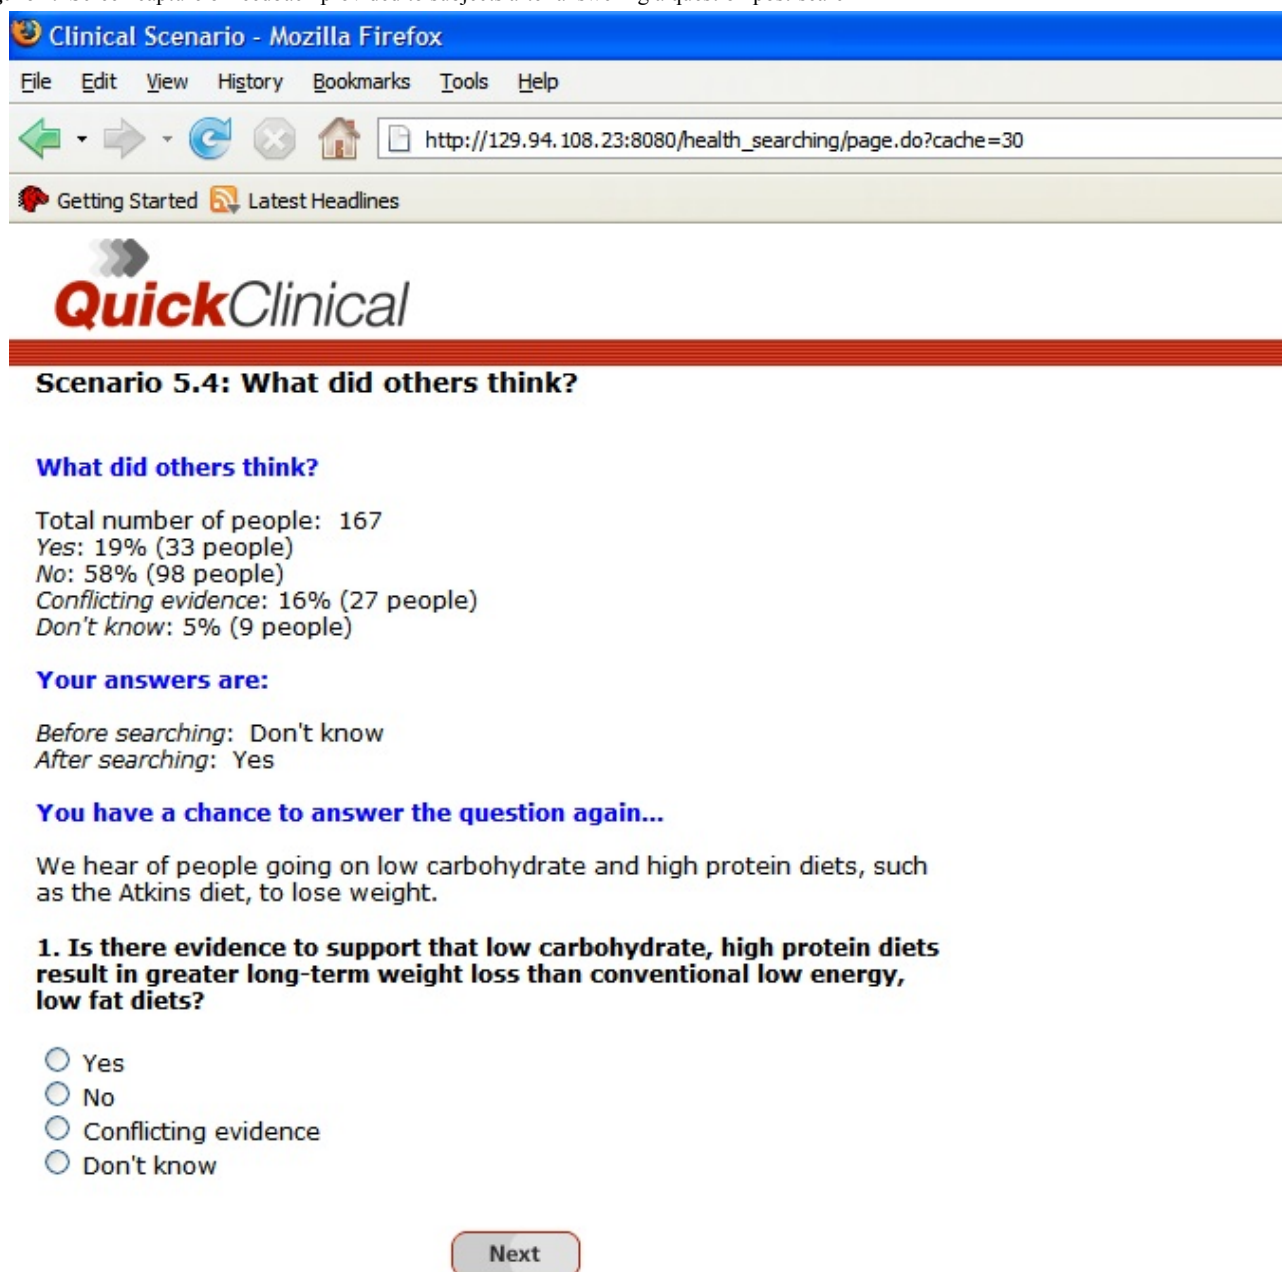 Clinical Scenario - Mozilla Firefox
File Edit View History Bookmarks Tools Help
http://129.94.108.23:8080/health_searching/page.do?cache=30
Getting Started Latest Headlines
QuickClinical
Scenario 5.4: What did others think?
What did others think?
Total number of people: 167
Yes: 19% (33 people)
No: 58% (98 people)
Conflicting evidence: 16% (27 people)
Don't know: 5% (9 people)
Your answers are:
Before searching: Don't know
After searching: Yes
You have a chance to answer the question again...
We hear of people going on low carbohydrate and high protein diets, such
as the Atkins diet, to lose weight.
1. Is there evidence to support that low carbohydrate, high protein diets
result in greater long-term weight loss than conventional low energy,
low fat diets?
Yes
No
Conflicting evidence
Don't know
Next